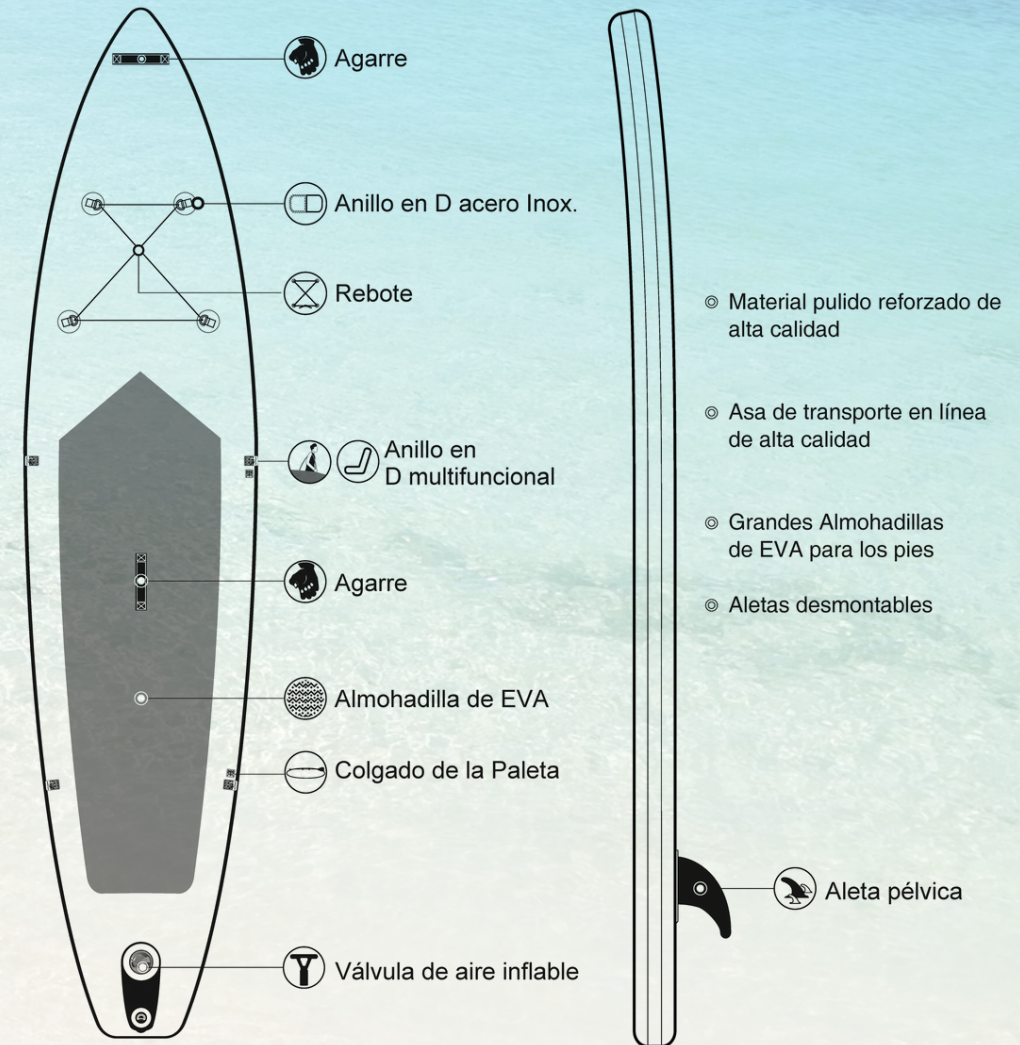 Agarre
Anillo en D acero Inox.
Rebote
Anillo en
D multifuncional
Agarre
Almohadilla de EVA
Colgado de la Paleta
Válvula de aire inflable
Material pulido reforzado de
alta calidad
Asa de transporte en línea
de alta calidad
Grandes Almohadillas
de EVA para los pies
Aletas desmontables
Aleta pélvica